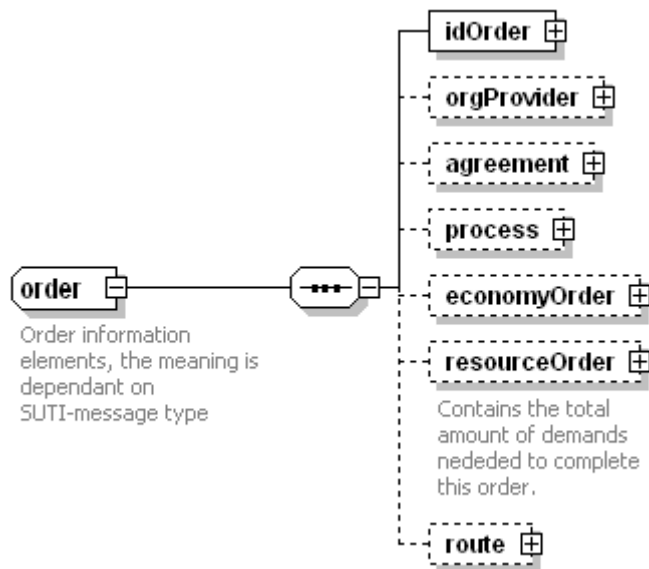 idOrder
orgProvider
agreement
process
order
economyOrder
Order information
elements, the meaning is
dependant on
SUTI-message type
resourceOrder
Contains the total
amount of demands
nededed to complete
this order.
route